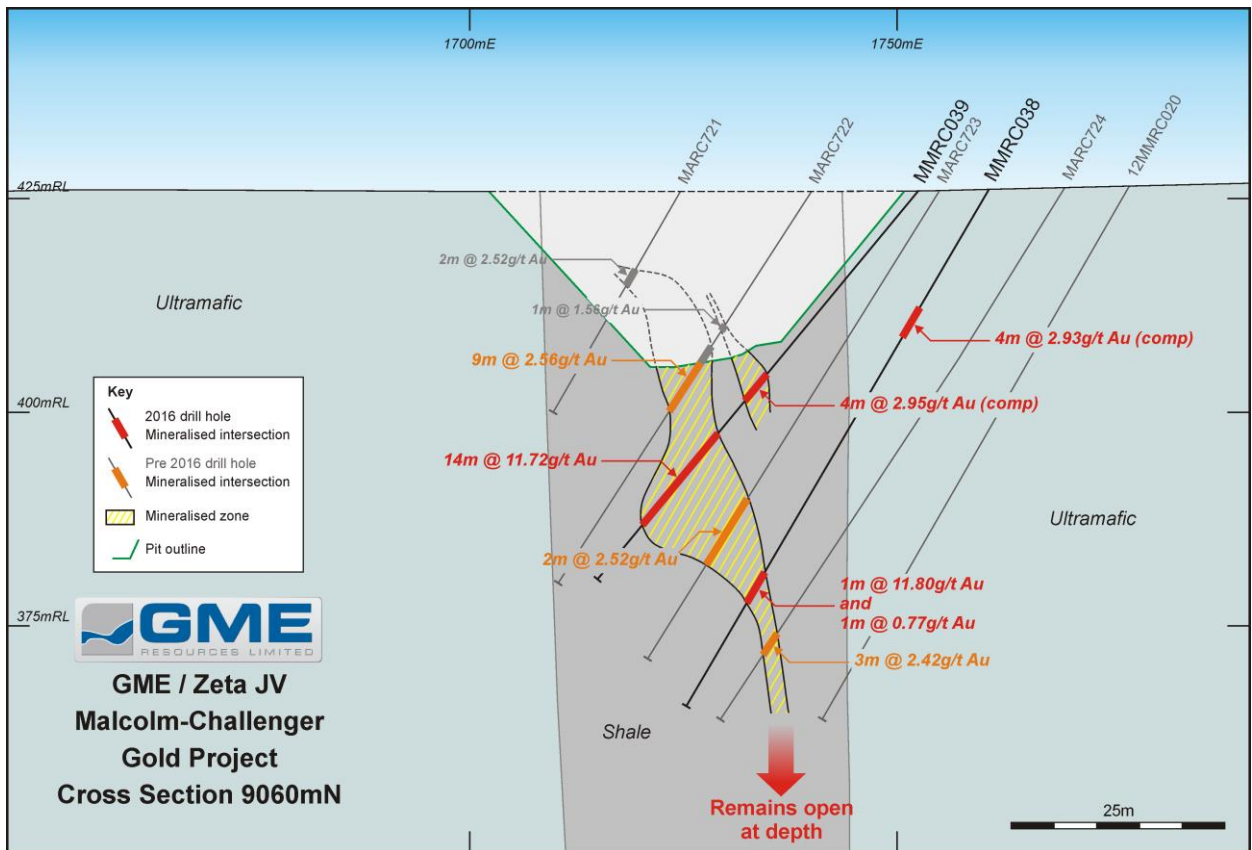 1700mE
1750mE
MARC721
MARC722
MMRC039
MARC723
MMRC038
MARC724
12MMRC020
425mRL
2m @ 2.52g/t Au
Ultramafic
1m @ 1.56g/t Au
4m @ 2.93g/t Au (comp)
9m @ 2.56g/t Au
Key
2016 drill hole
Mineralised intersection
Pre 2016 drill hole
Mineralised intersection
Mineralised zone
Pit outline
400mRL
4m @ 2.95g/t Au (comp)
14m @ 11.72g/t Au
Ultramafic
2m @ 2.52g/t Au
1m @ 11.80g/t Au
and
1m @ 0.77g/t Au
375mRL
3m @ 2.42g/t Au
GME
RESOURCES LIMITED
GME / Zeta JV
Malcolm-Challenger
Gold Project
Cross Section 9060mN
Shale
Remains open
at depth
25m